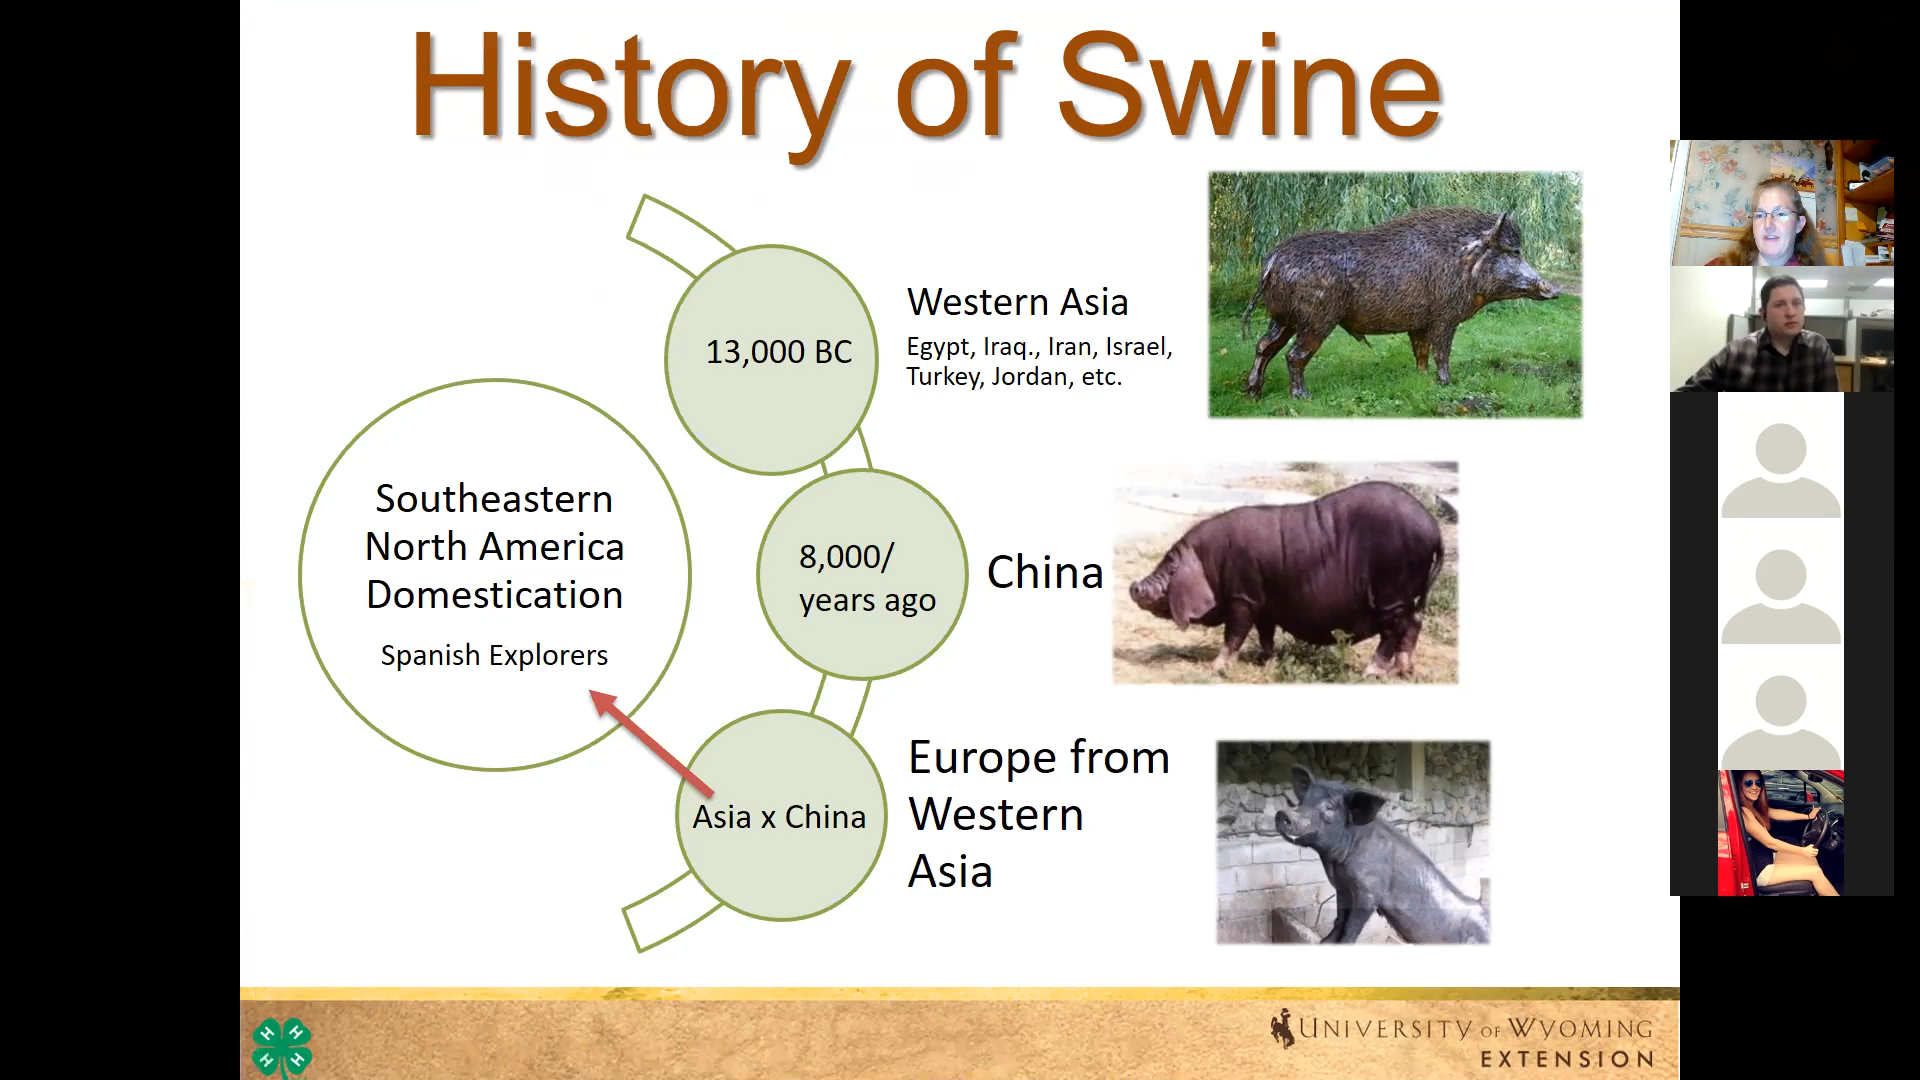 History of Swine
13,000 BC
Western Asia
Egypt, Iraq., Iran, Israel,
Turkey, Jordan, etc.
Southeastern
North America
Domestication
Spanish Explorers
8,000/
years ago
China
Asia x China
Europe from
Western
Asia
H H
H H
UNIVERSITY OF WYOMING
EXTENSION